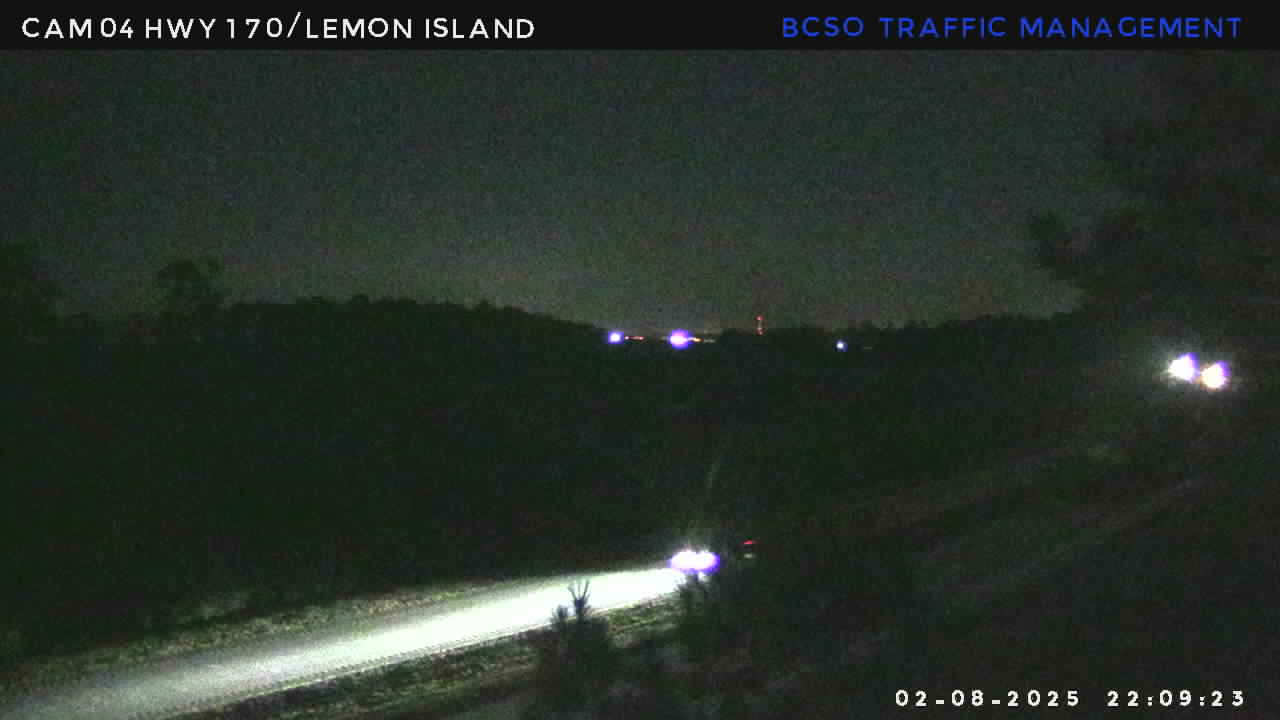 CAM04 HWY 170/LEMON ISLAND
BCSO TRAFFIC MANAGEMENT
02-08-2025 22:09:23